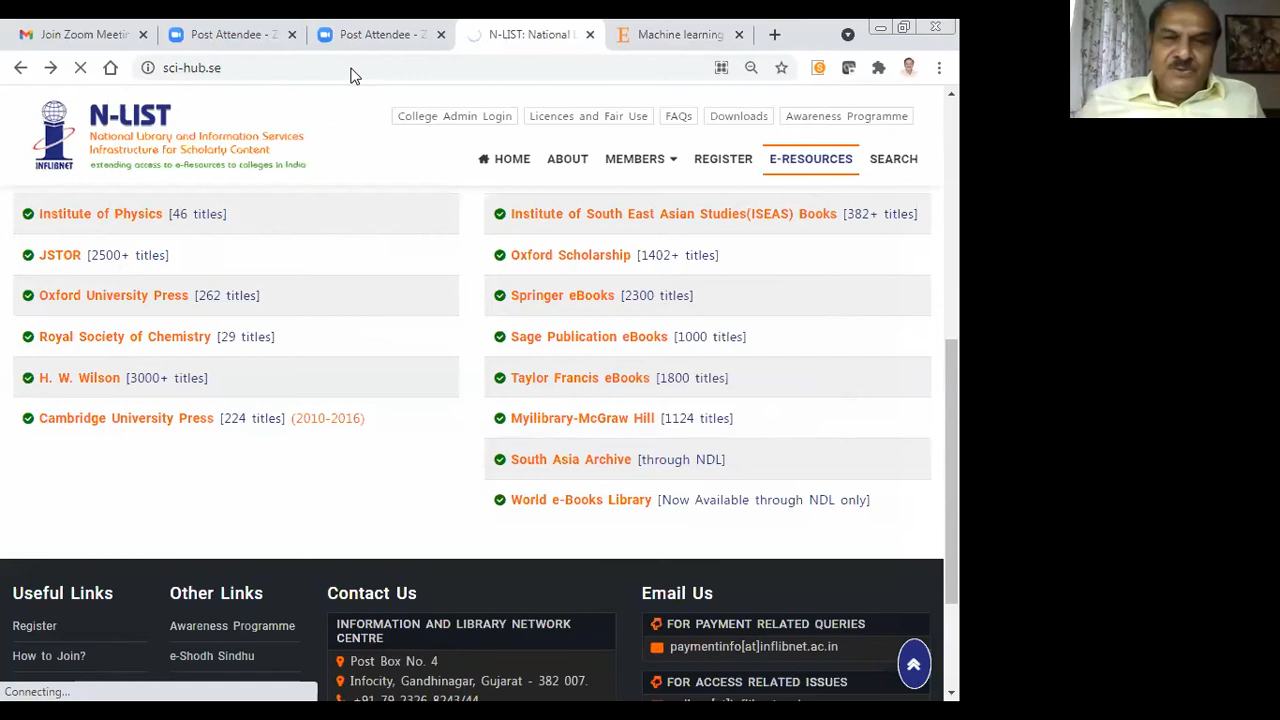 Join Zoom Meetin
Post Attendee - Z
Post Attendee - Z
N-LIST: National L
Machine learning
sci-hub.se
N-LIST
National Library and Information Services
Infrastructure for Scholarly Content
extending access to e-Resources to colleges in India
INFLIBNET
College Admin Login
Licences and Fair Use
FAQs
Downloads
Awareness Programme
HOME
ABOUT
MEMBERS
REGISTER
E-RESOURCES
SEARCH
Institute of Physics [46 titles]
JSTOR [2500+ titles]
Oxford University Press [262 titles]
Royal Society of Chemistry [29 titles]
H. W. Wilson [3000+ titles]
Cambridge University Press [224 titles] (2010-2016)
Institute of South East Asian Studies(ISEAS) Books [382+ titles]
Oxford Scholarship [1402+ titles]
Springer eBooks [2300 titles]
Sage Publication eBooks [1000 titles]
Taylor Francis eBooks [1800 titles]
Myilibrary-McGraw Hill [1124 titles]
South Asia Archive [through NDL]
World e-Books Library [Now Available through NDL only]
Useful Links
Register
How to Join?
Other Links
Awareness Programme
e-Shodh Sindhu
Contact Us
INFORMATION AND LIBRARY NETWORK
CENTRE
Post Box No. 4
Infocity, Gandhinagar, Gujarat - 382 007.
+91 79 2326 8243/44
Email Us
FOR PAYMENT RELATED QUERIES
paymentinfo[at]inflibnet.ac.in
FOR ACCESS RELATED ISSUES
Connecting...